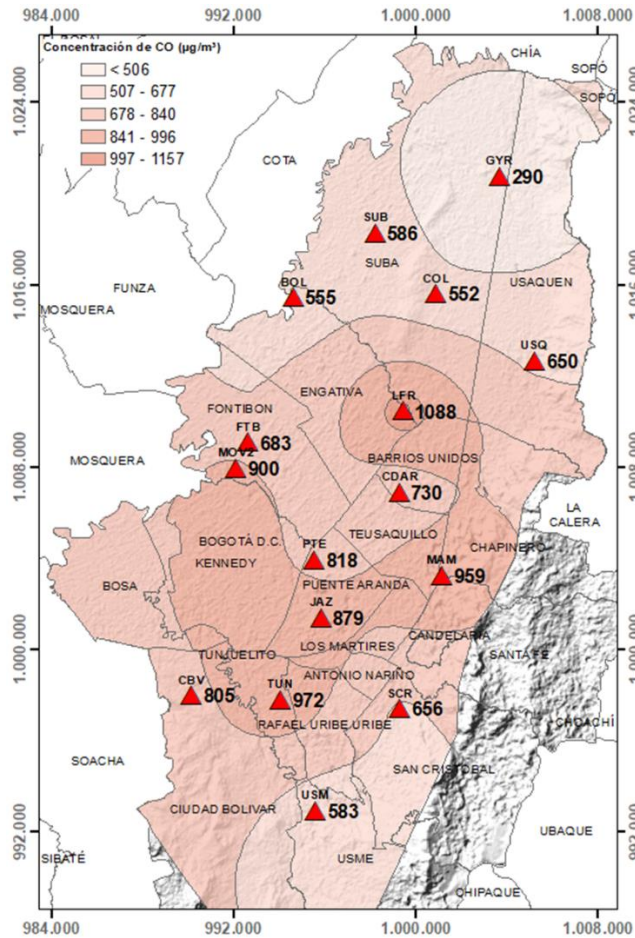 984.000 992.000 1.000.000 1.008.000
Concentración de CO (µg/m³)
< 506
507 - 677
678 - 840
841 - 996
997 - 1157
CHÍA
SOPÓ
SOPÓ
1.024.000 1.024.000
COTA
GYR
290
SUB
586
SUBA
FUNZA
BOL
555
COL
552
USAQUEN
1.016.000 1.016.000
MOSQUERA
USQ
650
ENGATIVA
LFR
1088
FONTIBON
FTB
683
MOV2
900
BARRIOS UNIDOS
MOSQUERA
1.008.000 1.008.000
CDAR
730
LA
CALERA
TEUSAQUILLO
BOGOTÁ D.C.
KENNEDY
PTE
818
CHAPINERO
MAM
959
BOSA
PUENTE ARANDA
JAZ
879
CANDELARIA
LOS MARTIRES
TUNJUELITO
SANTA FÉ
1.000.000 1.000.000
ANTONIO NARIÑO
CBV
805
TUN
972
SCR
656
RAFAEL URIBE URIBE
CHOACHÍ
SOACHA
SAN CRISTOBAL
USM
583
CIUDAD BOLIVAR
992.000 992.000
UBAQUE
SIBATÉ
USME
CHIPAQUE
984.000 992.000 1.000.000 1.008.000